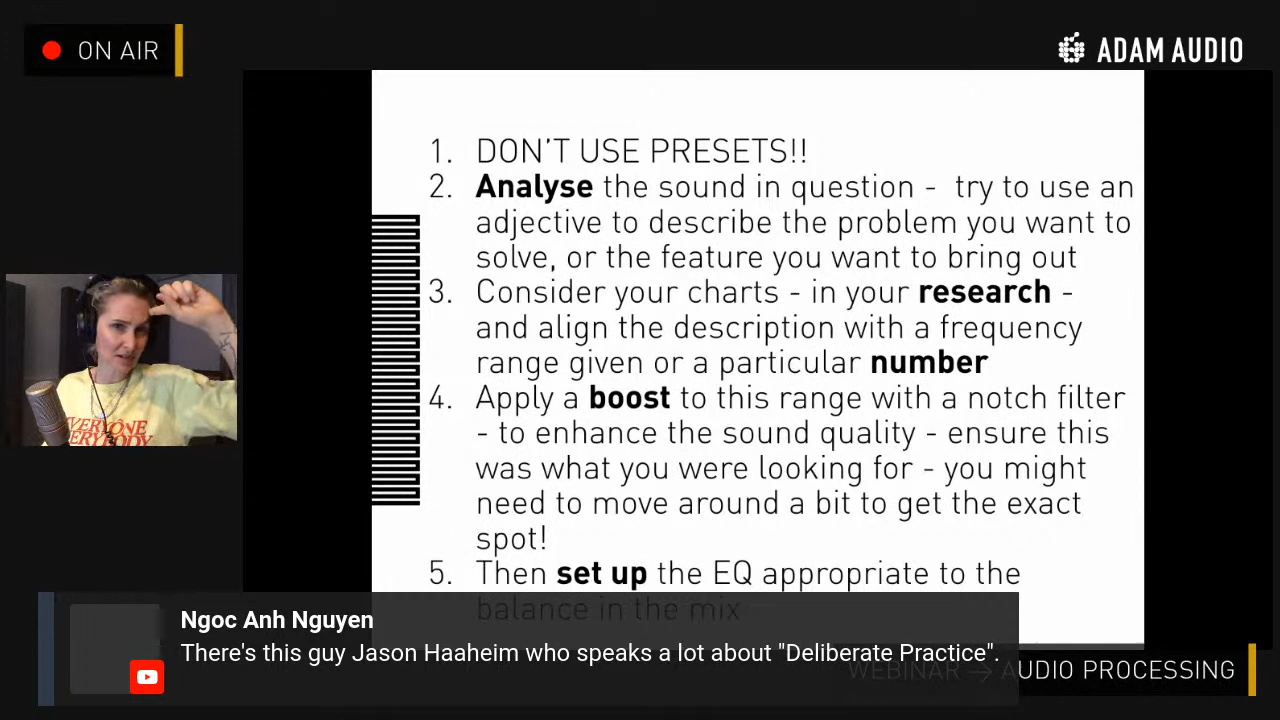 ON AIR
ADAM AUDIO
1. DON'T USE PRESETS!!
2. Analyse the sound in question - try to use an
adjective to describe the problem you want to
solve, or the feature you want to bring out
3. Consider your charts - in your research -
and align the description with a frequency
range given or a particular number
4. Apply a boost to this range with a notch filter
- to enhance the sound quality - ensure this
was what you were looking for - you might
need to move around a bit to get the exact
spot!
5. Then set up the EQ appropriate to the
balance in the mix
EVERYONE
EVERYBODY
Ngoc Anh Nguyen
There's this guy Jason Haaheim who speaks a lot about "Deliberate Practice".
WEBINAR → AUDIO PROCESSING